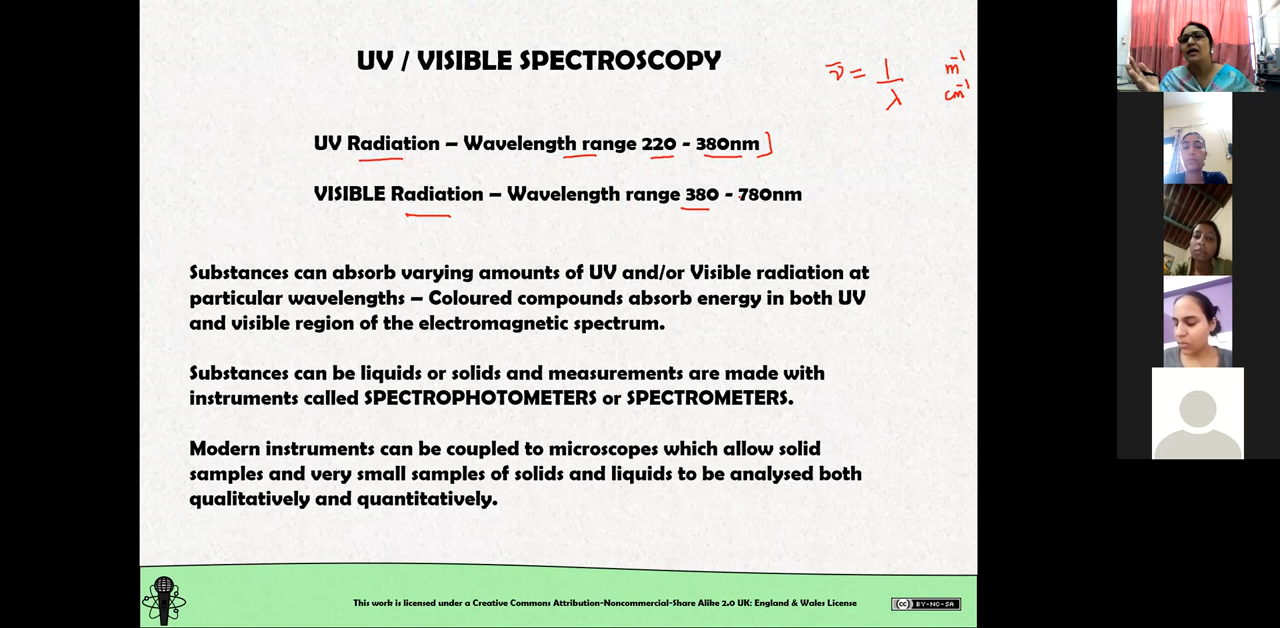 UV / VISIBLE SPECTROSCOPY
ν̄ = 1/λ
m⁻¹
cm⁻¹
UV Radiation – Wavelength range 220 - 380nm
VISIBLE Radiation – Wavelength range 380 - 780nm
Substances can absorb varying amounts of UV and/or Visible radiation at
particular wavelengths – Coloured compounds absorb energy in both UV
and visible region of the electromagnetic spectrum.
Substances can be liquids or solids and measurements are made with
instruments called SPECTROPHOTOMETERS or SPECTROMETERS.
Modern instruments can be coupled to microscopes which allow solid
samples and very small samples of solids and liquids to be analysed both
qualitatively and quantitatively.
This work is licensed under a Creative Commons Attribution-Noncommercial-Share Alike 2.0 UK: England & Wales License
cc BY-NC-SA